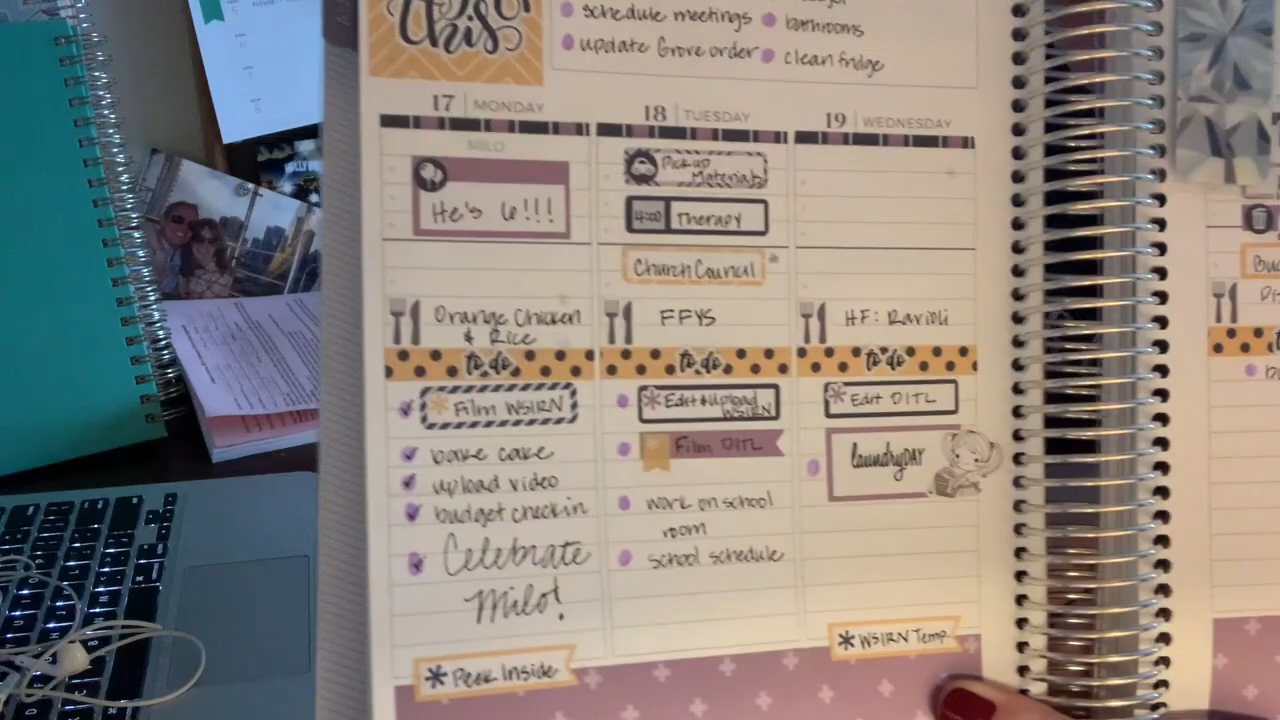 this
schedule meetings
bathrooms
update Grove order
clean fridge
17 | MONDAY
MILO
He's 6!!!
Orange Chicken
& Rice
to do
Film WSIRN
bake cake
upload video
budget checkin
Celebrate
Milo!
* Peek Inside
18 | TUESDAY
Pick up
Materials
4:00 Therapy
Church Council
FFYS
to do
Edit & Upload
WSIRN
Film DITL
work on school
room
school schedule
19 | WEDNESDAY
HF: Ravioli
to do
* Edit DITL
laundry DAY
* WSIRN Temp